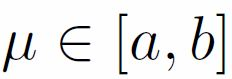 μ ∈ [a, b]